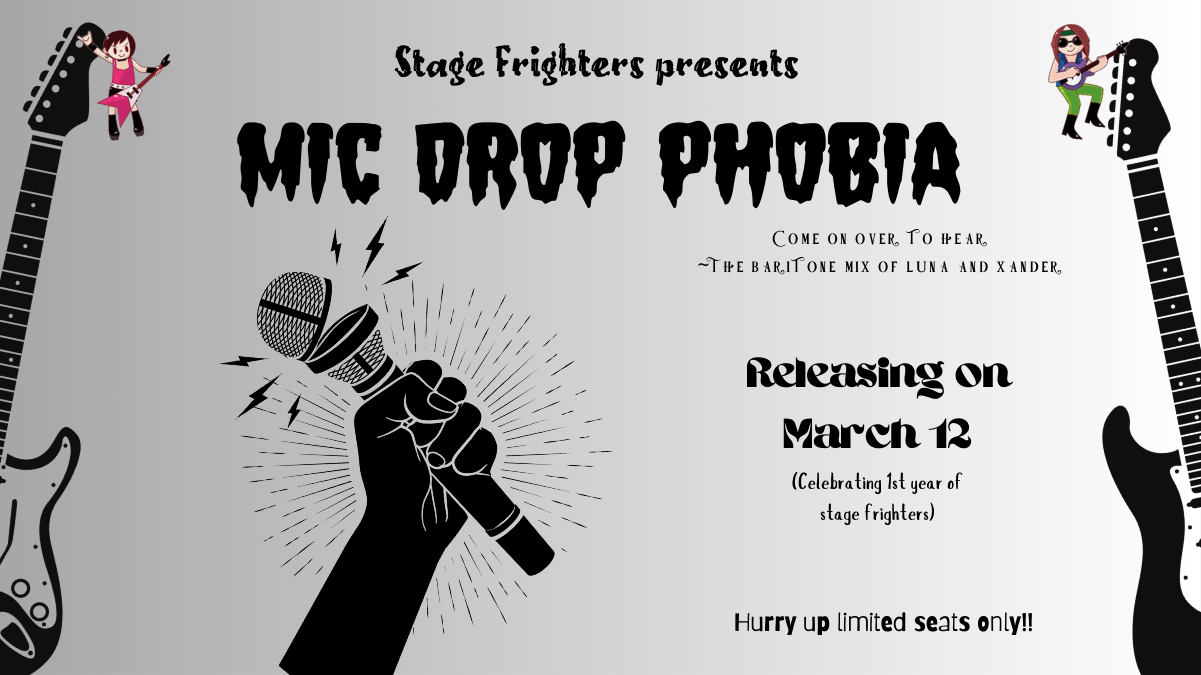 Stage Frighters presents
MIC DROP PHOBIA
COME ON OVER TO HEAR
~THE BARITONE MIX OF LUNA AND XANDER
Releasing on
March 12
(Celebrating 1st year of
stage frighters)
Hurry up limited seats only!!